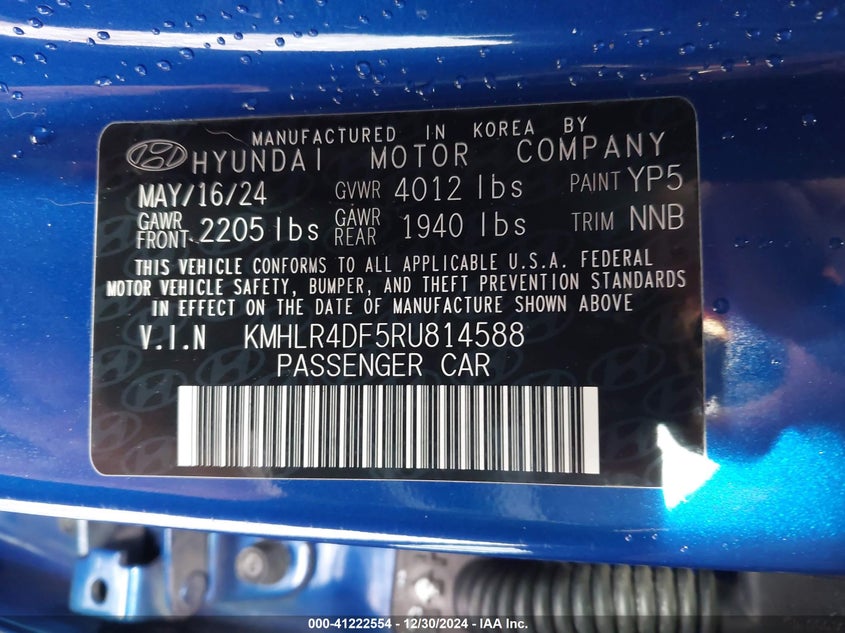 MANUFACTURED IN KOREA BY
HYUNDAI MOTOR COMPANY
MAY/16/24 GVWR 4012 lbs PAINT YP5
GAWR FRONT 2205 lbs GAWR REAR 1940 lbs TRIM NNB
THIS VEHICLE CONFORMS TO ALL APPLICABLE U.S.A. FEDERAL
MOTOR VEHICLE SAFETY, BUMPER, AND THEFT PREVENTION STANDARDS
IN EFFECT ON THE DATE OF MANUFACTURE SHOWN ABOVE
V.I.N KMHLR4DF5RU814588
PASSENGER CAR
000-41222554 - 12/30/2024 - IAA Inc.